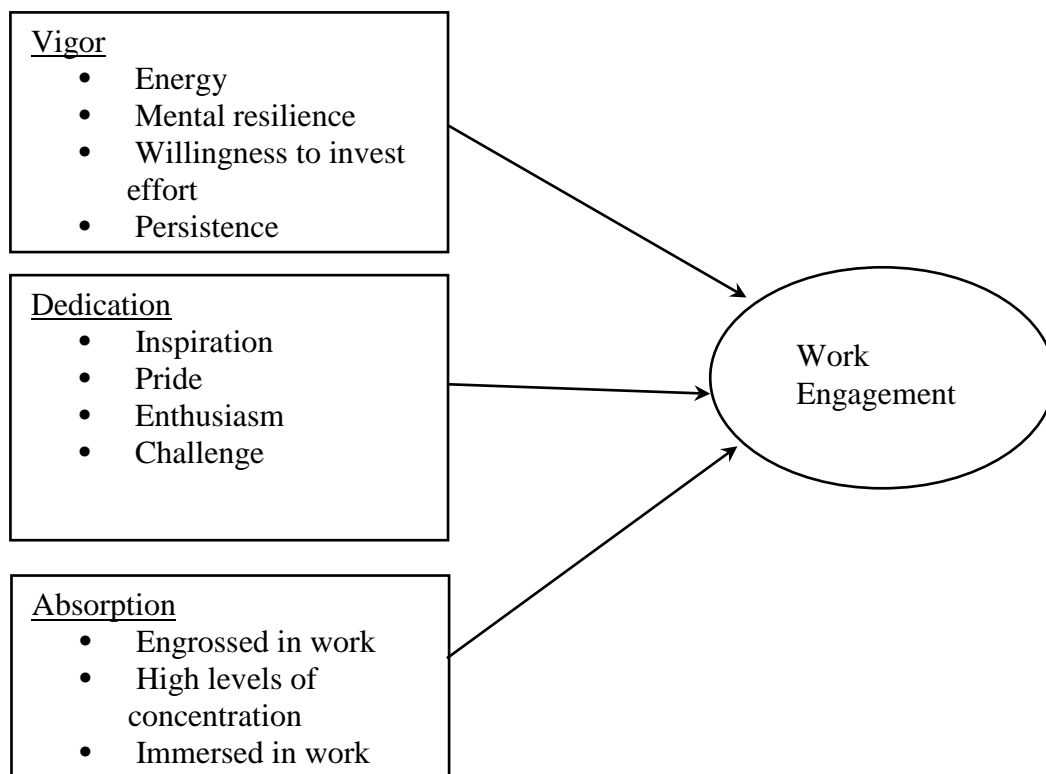 Vigor
• Energy
• Mental resilience
• Willingness to invest
effort
• Persistence
Dedication
• Inspiration
• Pride
• Enthusiasm
• Challenge
Absorption
• Engrossed in work
• High levels of
concentration
• Immersed in work
Work
Engagement